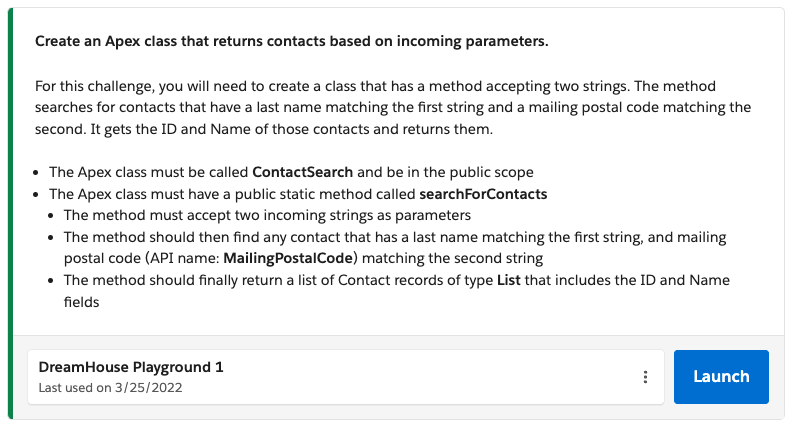 Create an Apex class that returns contacts based on incoming parameters.
For this challenge, you will need to create a class that has a method accepting two strings. The method
searches for contacts that have a last name matching the first string and a mailing postal code matching the
second. It gets the ID and Name of those contacts and returns them.
• The Apex class must be called ContactSearch and be in the public scope
• The Apex class must have a public static method called searchForContacts
• The method must accept two incoming strings as parameters
• The method should then find any contact that has a last name matching the first string, and mailing
postal code (API name: MailingPostalCode) matching the second string
• The method should finally return a list of Contact records of type List that includes the ID and Name
fields
DreamHouse Playground 1
Last used on 3/25/2022
Launch